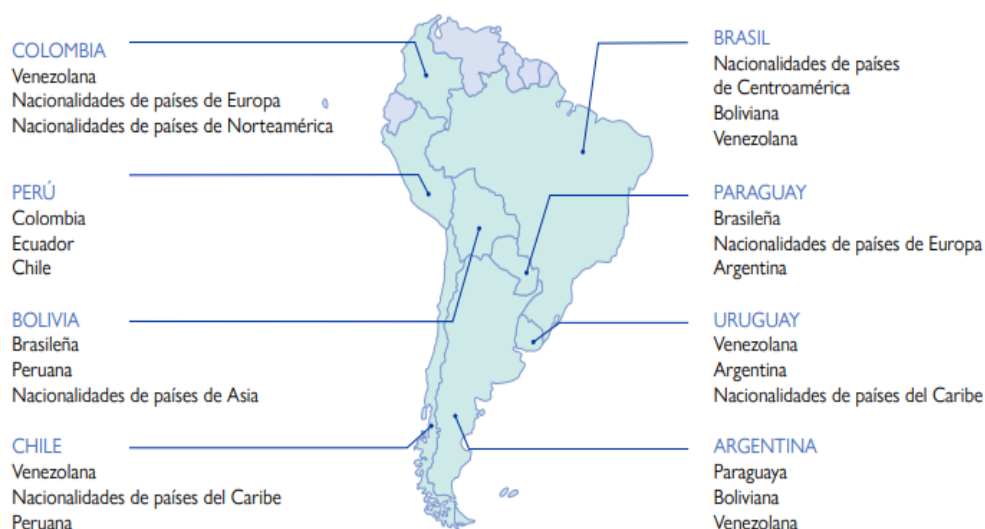 COLOMBIA
Venezolana
Nacionalidades de países de Europa
Nacionalidades de países de Norteamérica
PERÚ
Colombia
Ecuador
Chile
BOLIVIA
Brasileña
Peruana
Nacionalidades de países de Asia
CHILE
Venezolana
Nacionalidades de países del Caribe
Peruana
BRASIL
Nacionalidades de países
de Centroamérica
Boliviana
Venezolana
PARAGUAY
Brasileña
Nacionalidades de países de Europa
Argentina
URUGUAY
Venezolana
Argentina
Nacionalidades de países del Caribe
ARGENTINA
Paraguaya
Boliviana
Venezolana